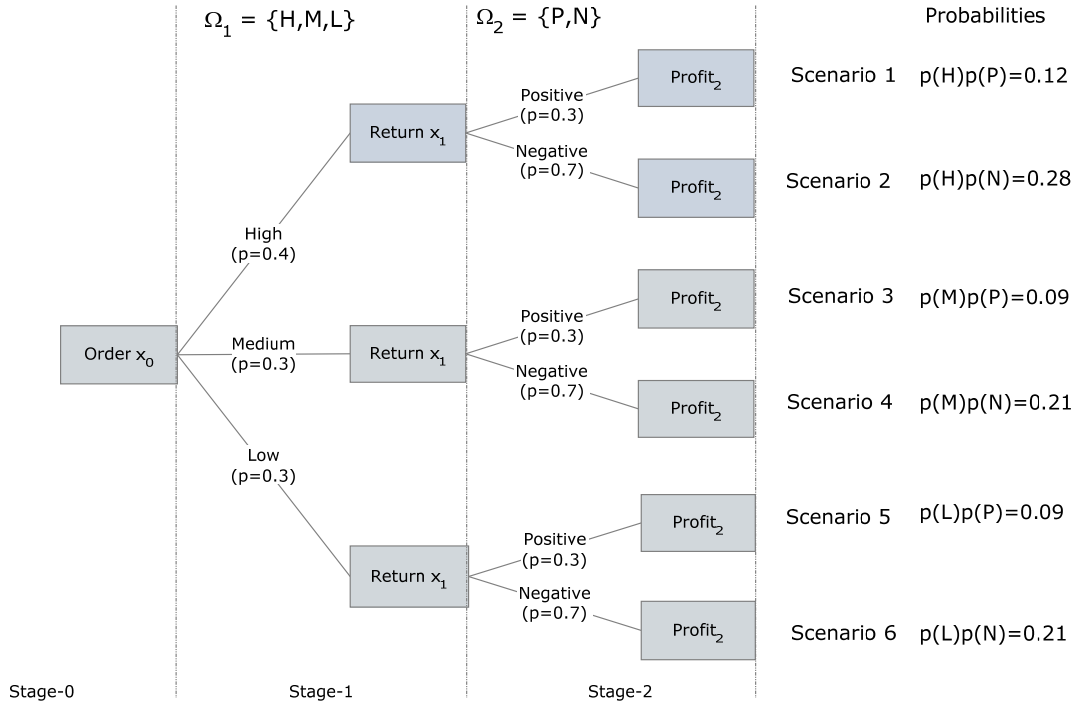 Ω1 = {H,M,L}
Ω2 = {P,N}
Probabilities
Order x0
High
(p=0.4)
Medium
(p=0.3)
Low
(p=0.3)
Return x1
Positive
(p=0.3)
Negative
(p=0.7)
Profit2
Scenario 1
p(H)p(P)=0.12
Profit2
Scenario 2
p(H)p(N)=0.28
Return x1
Positive
(p=0.3)
Negative
(p=0.7)
Profit2
Scenario 3
p(M)p(P)=0.09
Profit2
Scenario 4
p(M)p(N)=0.21
Return x1
Positive
(p=0.3)
Negative
(p=0.7)
Profit2
Scenario 5
p(L)p(P)=0.09
Profit2
Scenario 6
p(L)p(N)=0.21
Stage-0
Stage-1
Stage-2